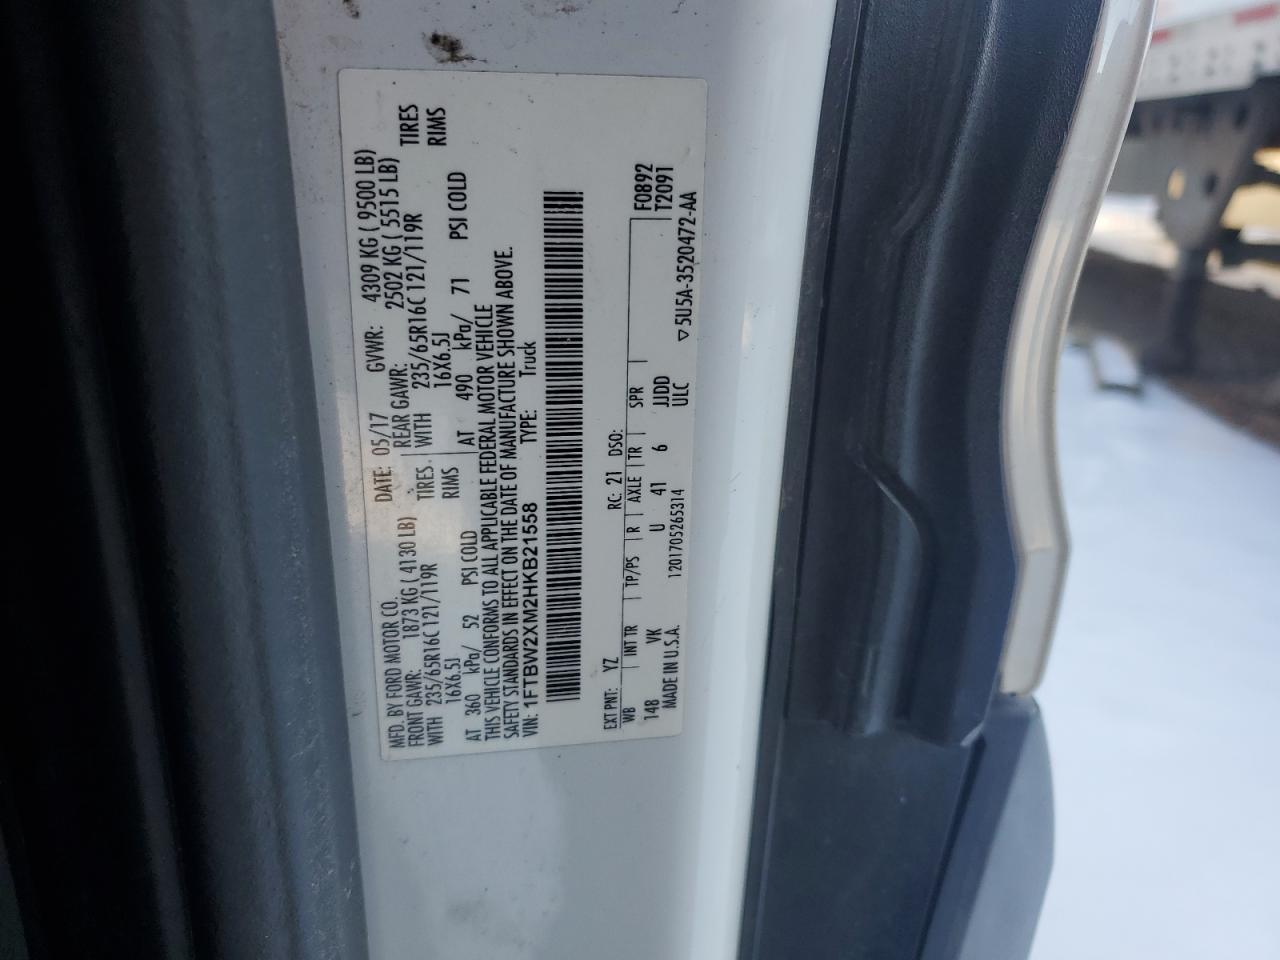 MFD. BY FORD MOTOR CO.
DATE: 05/17 GVWR: 4309 KG ( 9500 LB)
FRONT GAWR: 1873 KG ( 4130 LB) REAR GAWR: 2502 KG ( 5515 LB)
WITH 235/65R16C 121/119R TIRES. WITH 235/65R16C 121/119R TIRES
16X6.5J RIMS 16X6.5J RIMS
AT 360 kPa/ 52 PSI COLD AT 490 kPa/ 71 PSI COLD
THIS VEHICLE CONFORMS TO ALL APPLICABLE FEDERAL MOTOR VEHICLE
SAFETY STANDARDS IN EFFECT ON THE DATE OF MANUFACTURE SHOWN ABOVE.
VIN: 1FTBW2XM2HKB21558 TYPE: Truck
EXT PNT: YZ RC: 21 DSO: F0892
WB INT TR TP/PS R AXLE TR SPR T2091
148 VK U 41 6 JJDD
MADE IN U.S.A. 1201705265314 ULC ▽5U5A-3520472-AA